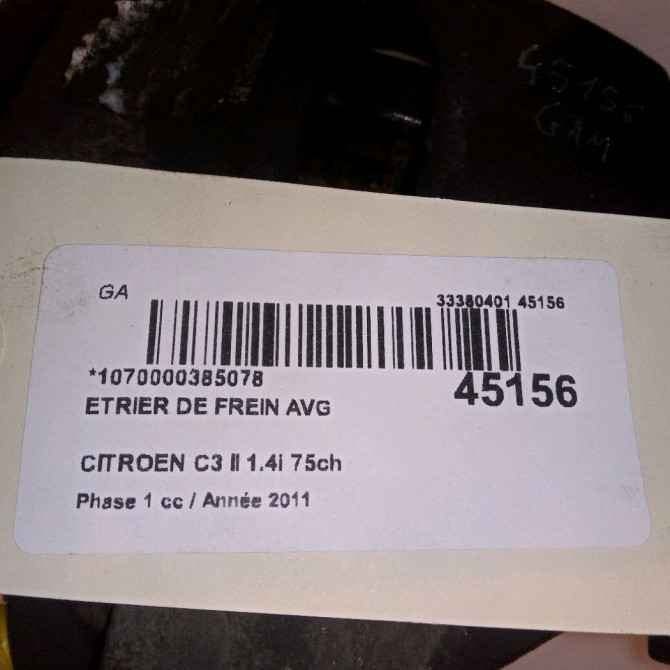 45156
GAM
GA
33380401 45156
*1070000385078
45156
ETRIER DE FREIN AVG
CITROEN C3 II 1.4i 75ch
Phase 1 cc / Année 2011